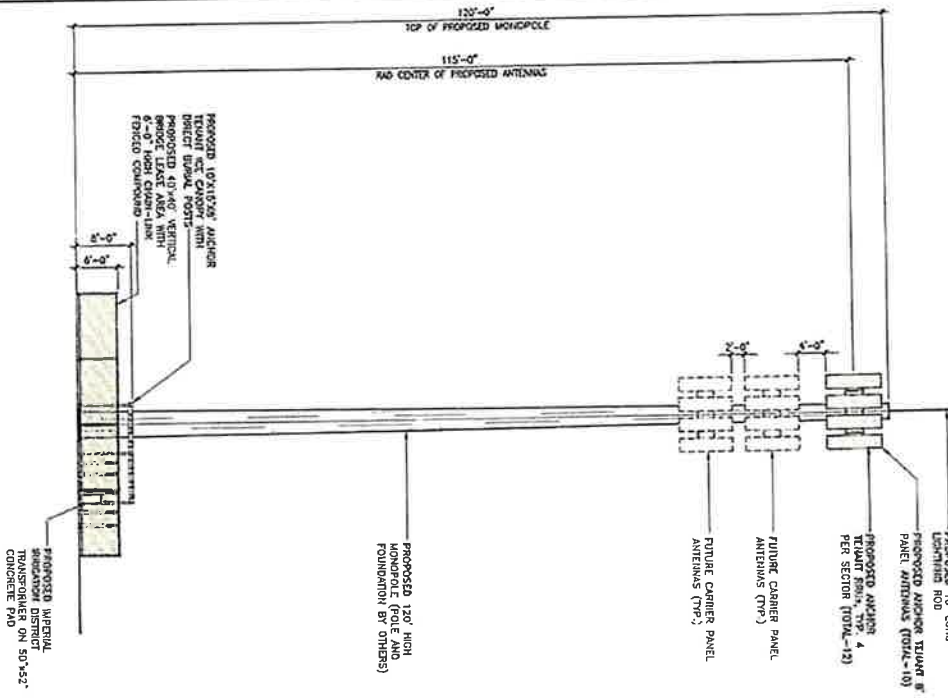 120'-0"
TOP OF PROPOSED MONOPOLE
115'-0"
RAD CENTER OF PROPOSED ANTENNAS
LIGHTNING ROD
PROPOSED ANCHOR TENANT 8'
PANEL ANTENNAS (TOTAL-10)
PROPOSED ANCHOR
TENANT RRUs, TYP. 4
PER SECTOR (TOTAL-12)
4'-0"
2'-0"
FUTURE CARRIER PANEL
ANTENNAS (TYP.)
FUTURE CARRIER PANEL
ANTENNAS (TYP.)
PROPOSED 120' HIGH
MONOPOLE (POLE AND
FOUNDATION BY OTHERS)
PROPOSED 10'X15'X8' ANCHOR
TENANT ICE CANOPY WITH
DIRECT BURIAL POSTS
PROPOSED 40'x40' VERTICAL
BRIDGE LEASE AREA WITH
6'-0" HIGH CHAIN-LINK
FENCED COMPOUND
8'-0"
6'-0"
PROPOSED IMPERIAL
IRRIGATION DISTRICT
TRANSFORMER ON 50"x52"
CONCRETE PAD